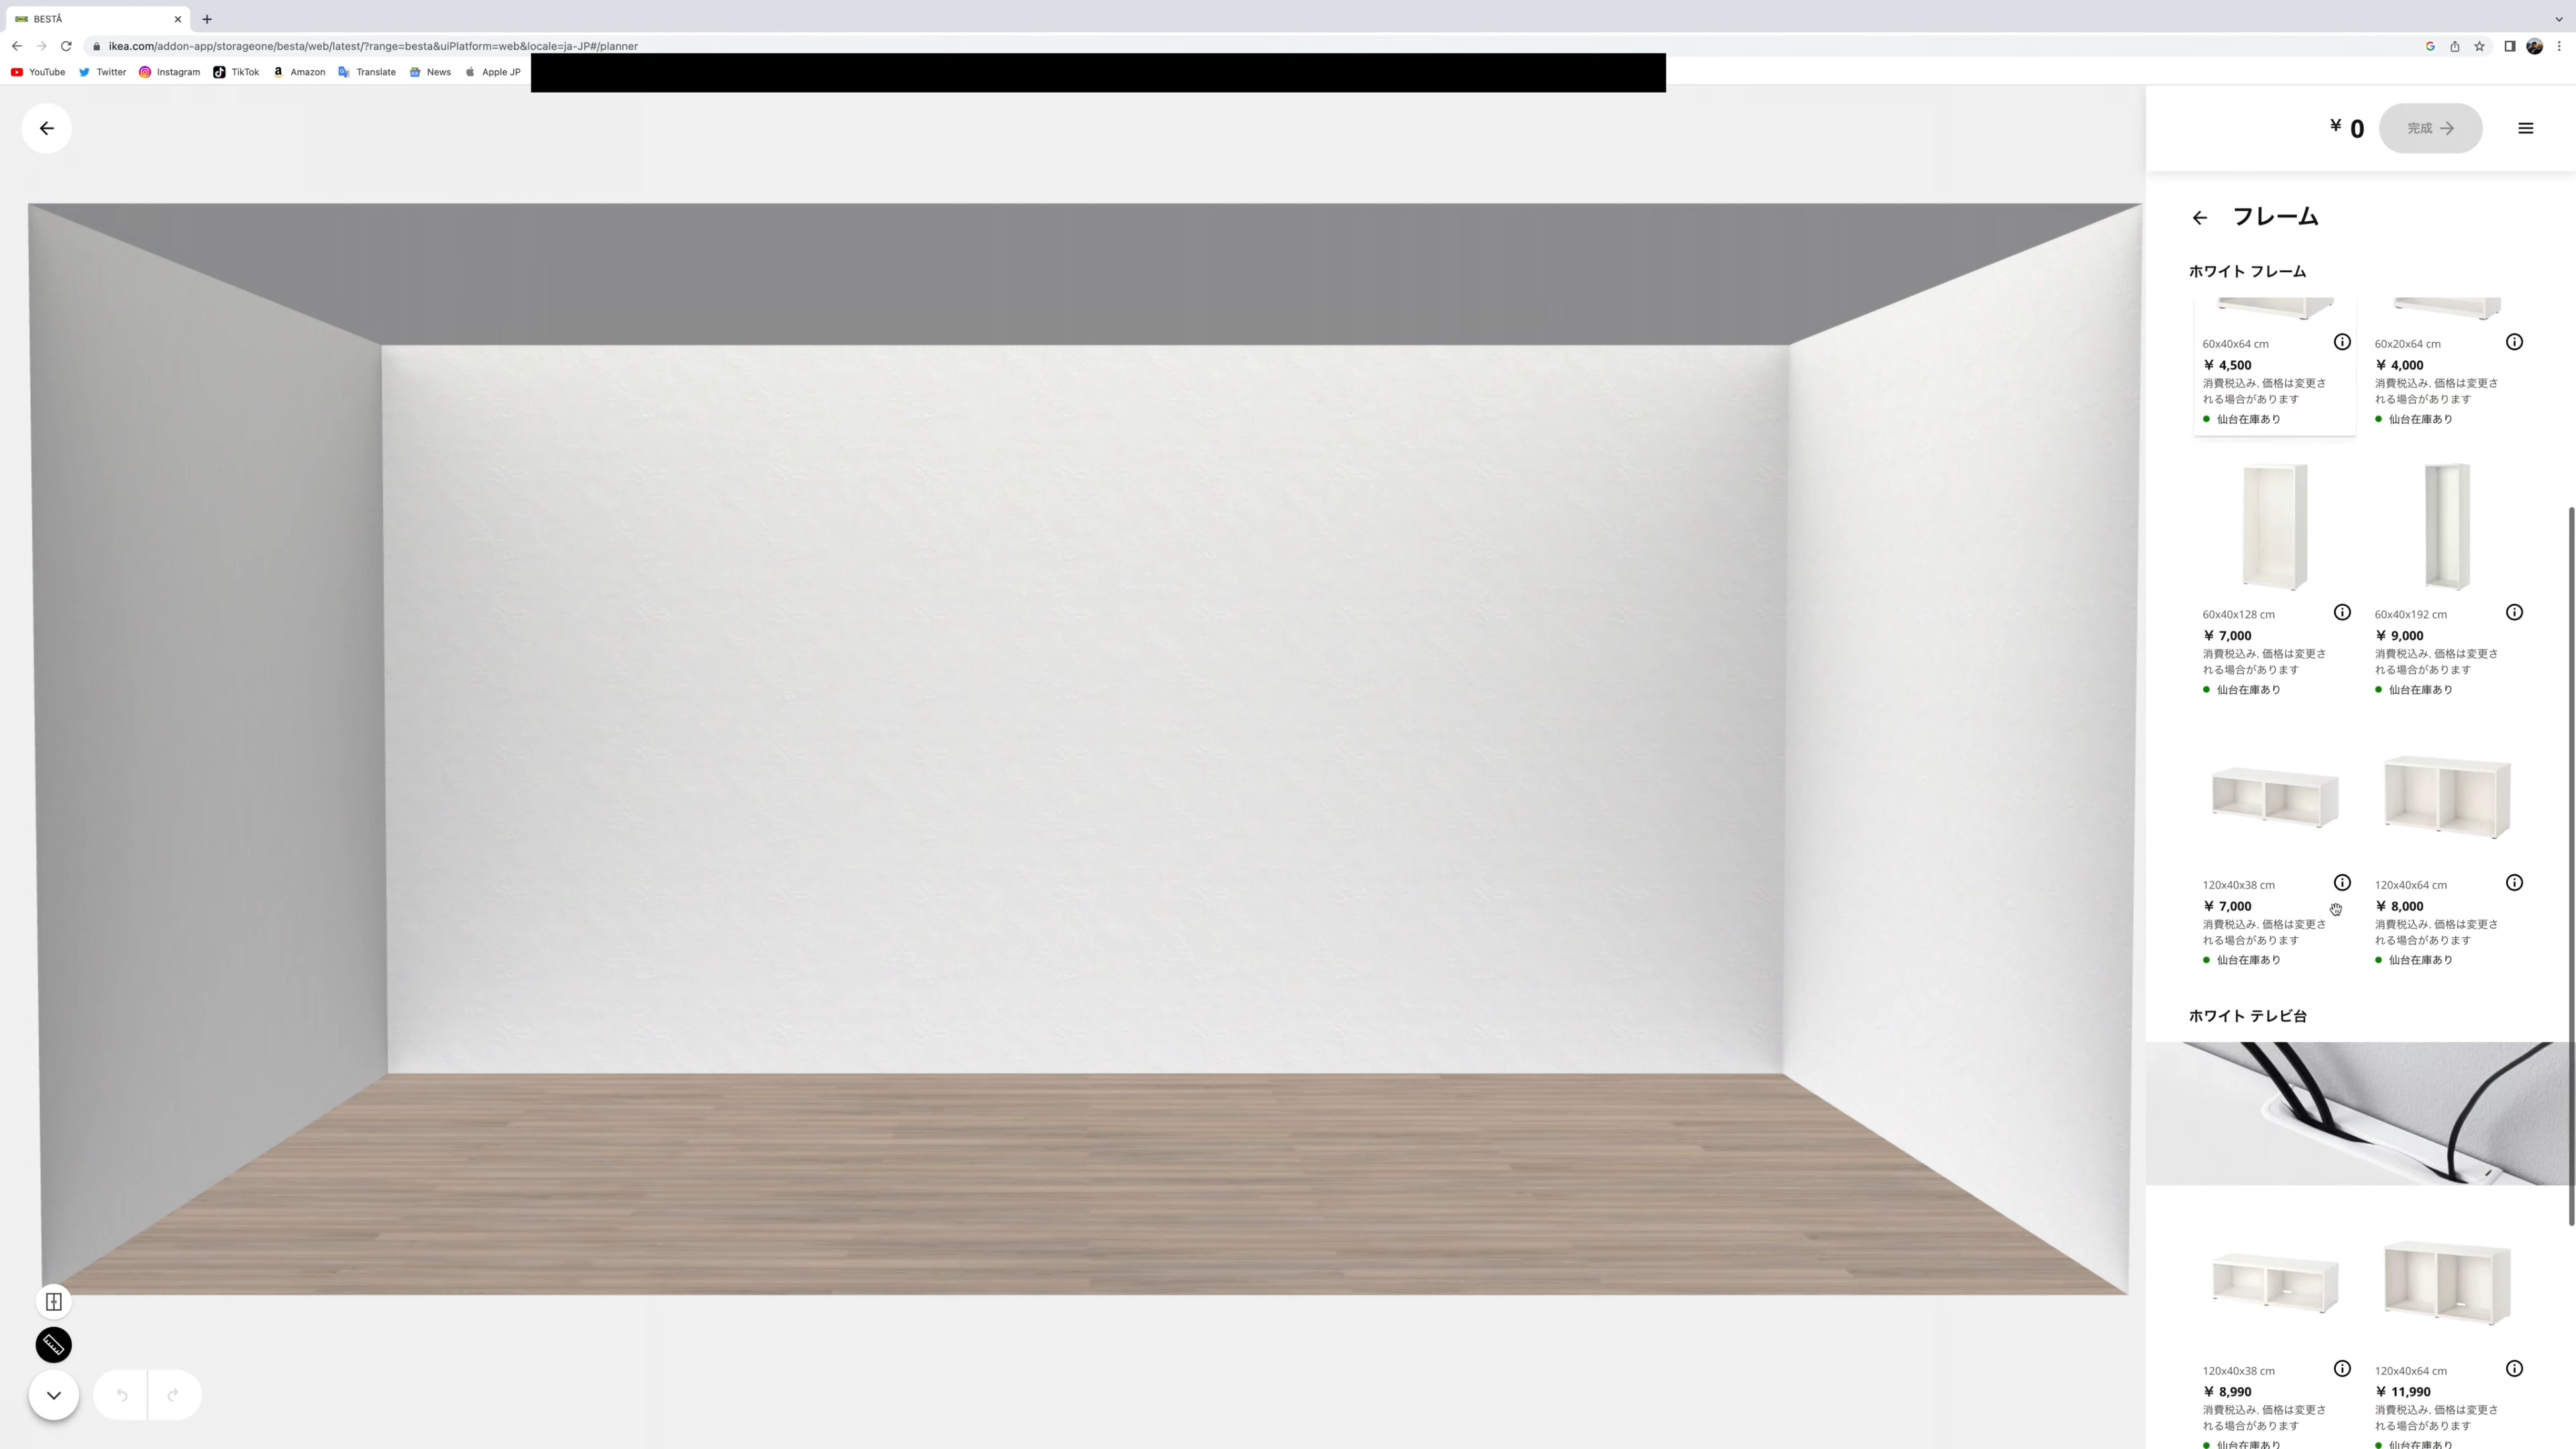 BESTÅ
ikea.com/addon-app/storageone/besta/web/latest/?range=besta&uiPlatform=web&locale=ja-JP#/planner
YouTube Twitter Instagram TikTok Amazon Translate News Apple JP
¥ 0 完成
フレーム
ホワイト フレーム
60x40x64 cm
¥ 4,500
消費税込み. 価格は変更さ
れる場合があります
仙台在庫あり
60x20x64 cm
¥ 4,000
消費税込み. 価格は変更さ
れる場合があります
仙台在庫あり
60x40x128 cm
¥ 7,000
消費税込み. 価格は変更さ
れる場合があります
仙台在庫あり
60x40x192 cm
¥ 9,000
消費税込み. 価格は変更さ
れる場合があります
仙台在庫あり
120x40x38 cm
¥ 7,000
消費税込み. 価格は変更さ
れる場合があります
仙台在庫あり
120x40x64 cm
¥ 8,000
消費税込み. 価格は変更さ
れる場合があります
仙台在庫あり
ホワイト テレビ台
120x40x38 cm
¥ 8,990
消費税込み. 価格は変更さ
れる場合があります
仙台在庫あり
120x40x64 cm
¥ 11,990
消費税込み. 価格は変更さ
れる場合があります
仙台在庫あり